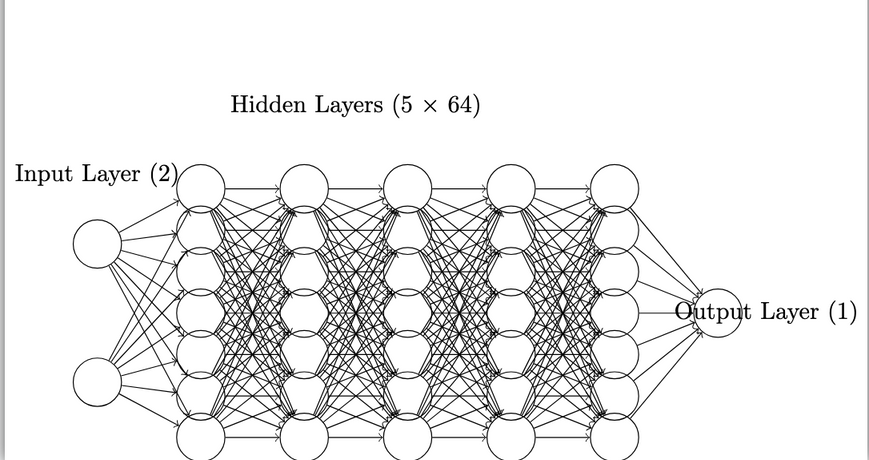 Hidden Layers (5 × 64)
Input Layer (2)
Output Layer (1)